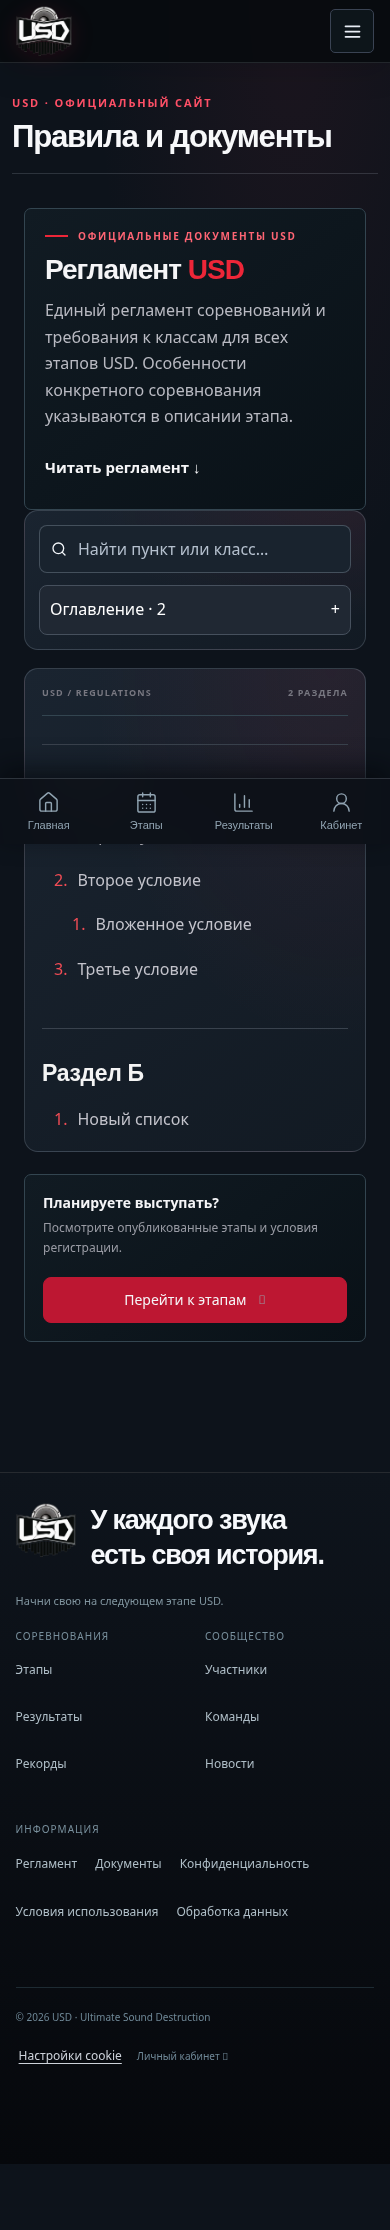 USD
USD · ОФИЦИАЛЬНЫЙ САЙТ
Правила и документы
ОФИЦИАЛЬНЫЕ ДОКУМЕНТЫ USD
Регламент USD
Единый регламент соревнований и
требования к классам для всех
этапов USD. Особенности
конкретного соревнования
указываются в описании этапа.
Читать регламент ↓
Найти пункт или класс...
Оглавление · 2 +
USD / REGULATIONS 2 РАЗДЕЛА
Главная Этапы Результаты Кабинет
2. Второе условие
1. Вложенное условие
3. Третье условие
Раздел Б
1. Новый список
Планируете выступать?
Посмотрите опубликованные этапы и условия
регистрации.
Перейти к этапам
USD
У каждого звука
есть своя история.
Начни свою на следующем этапе USD.
СОРЕВНОВАНИЯ СООБЩЕСТВО
Этапы Участники
Результаты Команды
Рекорды Новости
ИНФОРМАЦИЯ
Регламент Документы Конфиденциальность
Условия использования Обработка данных
© 2026 USD · Ultimate Sound Destruction
Настройки cookie Личный кабинет